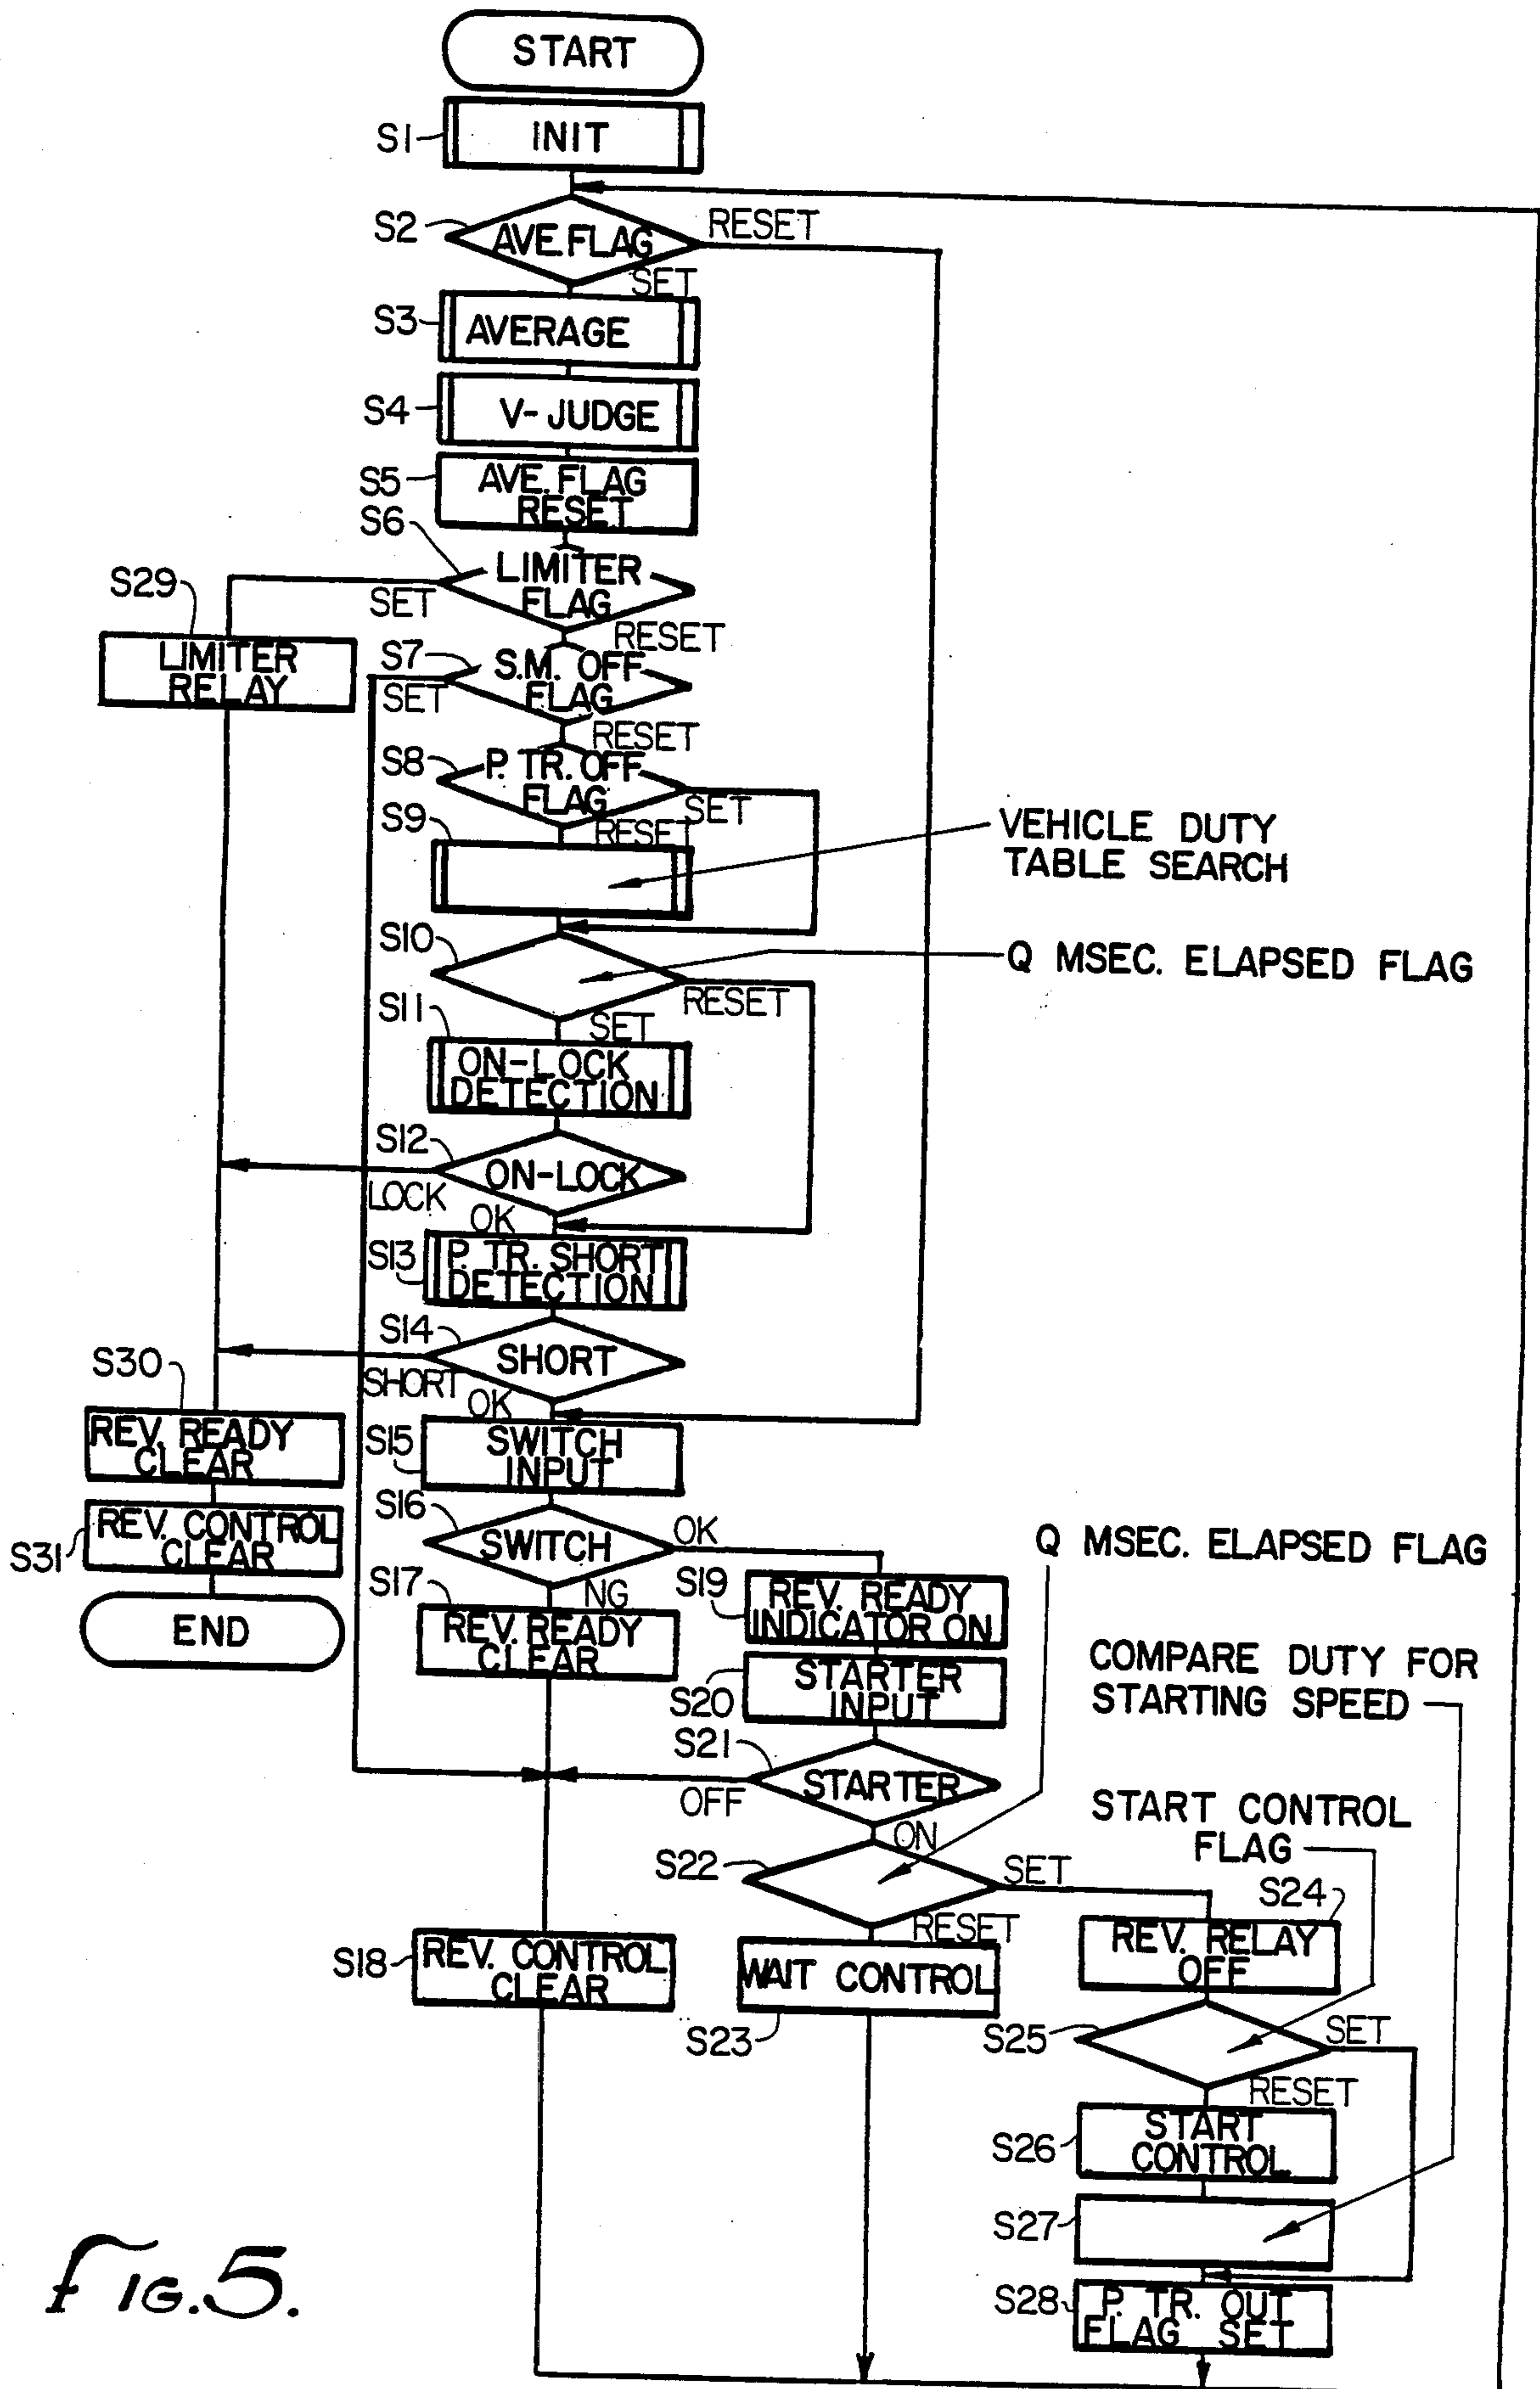 START
S1
INIT
S2
AVE. FLAG
RESET
SET
S3
AVERAGE
S4
V-JUDGE
S5
AVE. FLAG
RESET
S6
LIMITER
FLAG
SET
RESET
S29
LIMITER
RELAY
S7
S.M. OFF
FLAG
SET
RESET
S8
P. TR. OFF
FLAG
SET
RESET
S9
VEHICLE DUTY
TABLE SEARCH
S10
Q MSEC. ELAPSED FLAG
RESET
SET
S11
ON-LOCK
DETECTION
S12
ON-LOCK
LOCK
OK
S13
P. TR. SHORT
DETECTION
S14
SHORT
SHORT
OK
S30
REV. READY
CLEAR
S15
SWITCH
INPUT
S31
REV. CONTROL
CLEAR
END
S16
SWITCH
OK
NG
S17
REV. READY
CLEAR
S19
REV. READY
INDICATOR ON
Q MSEC. ELAPSED FLAG
S20
STARTER
INPUT
COMPARE DUTY FOR
STARTING SPEED
S21
STARTER
OFF
ON
START CONTROL
FLAG
S22
SET
RESET
S24
REV. RELAY
OFF
S18
REV. CONTROL
CLEAR
WAIT CONTROL
S23
S25
SET
RESET
S26
START
CONTROL
S27
S28
P. TR. OUT
FLAG SET
FIG. 5.